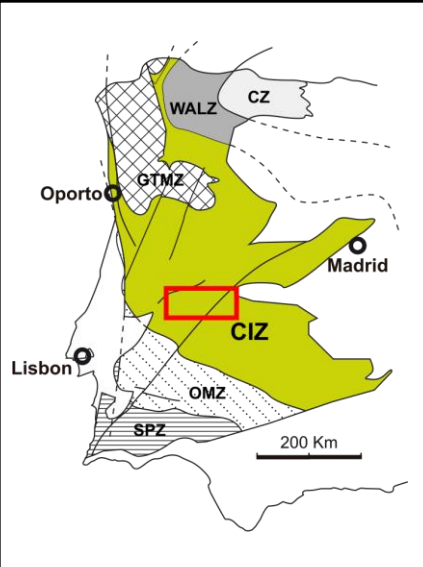 WALZ
CZ
GTMZ
Oporto
Madrid
CIZ
Lisbon
OMZ
SPZ
200 Km